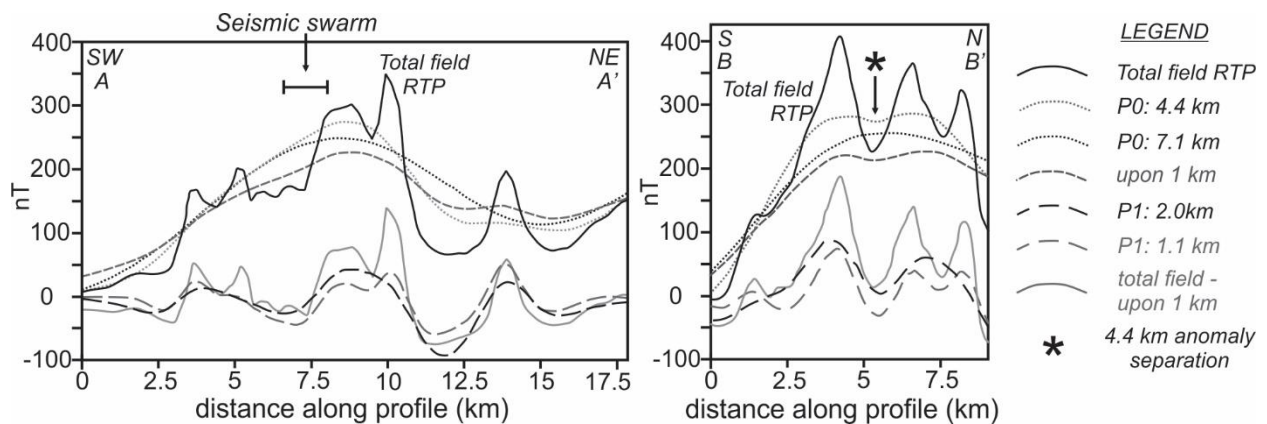 Seismic swarm
400
SW
A
Total field
RTP
NE
A'
300
200
nT
100
0
-100
0
2.5
5
7.5
10
12.5
15
17.5
distance along profile (km)
400
S
B
Total field
RTP
*
N
B'
300
200
nT
100
0
-100
0
2.5
5
7.5
distance along profile (km)
LEGEND
Total field RTP
P0: 4.4 km
P0: 7.1 km
upon 1 km
P1: 2.0km
P1: 1.1 km
total field -
upon 1 km
* 4.4 km anomaly
separation